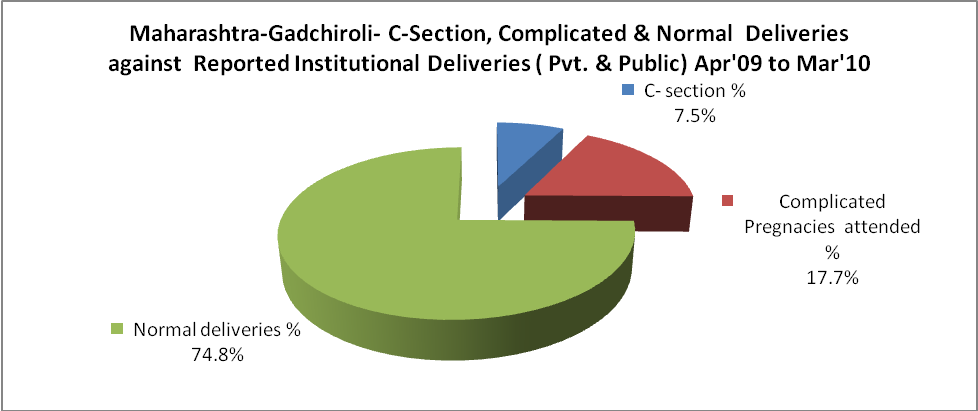 Maharashtra-Gadchiroli- C-Section, Complicated & Normal Deliveries
against Reported Institutional Deliveries ( Pvt. & Public) Apr'09 to Mar'10
C- section %
7.5%
Complicated
Pregnacies attended
%
17.7%
Normal deliveries %
74.8%